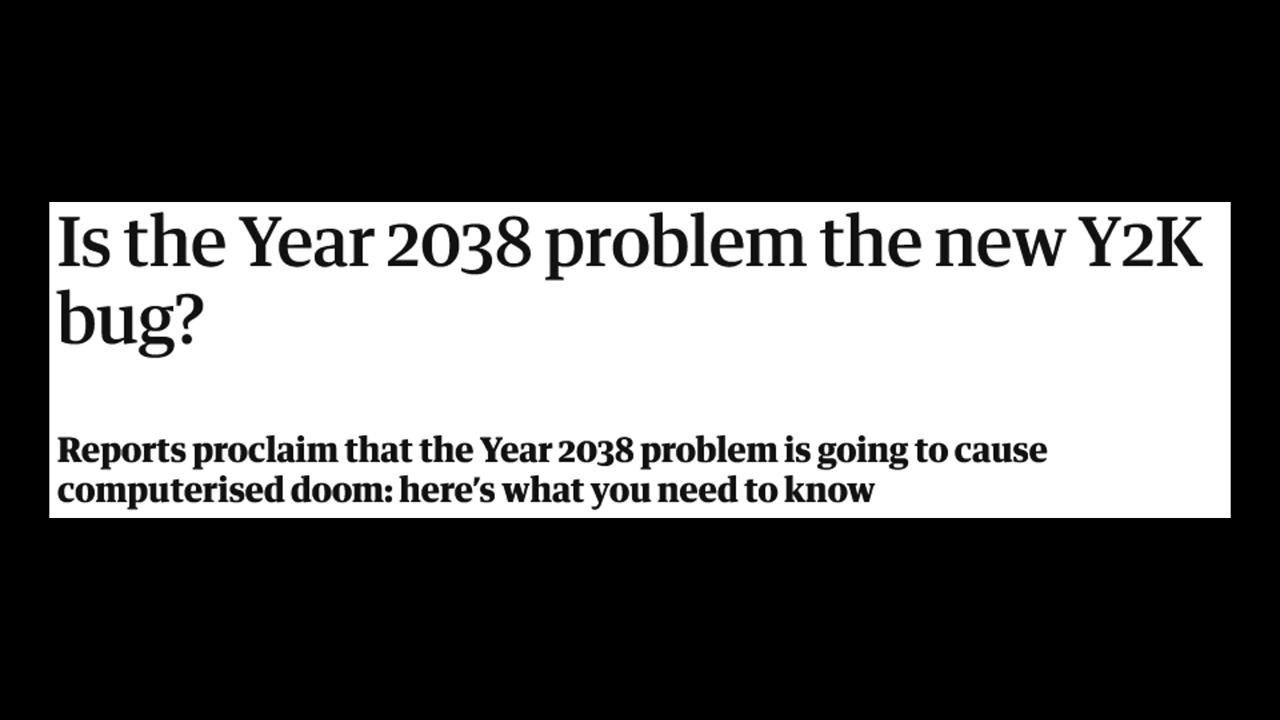 Is the Year 2038 problem the new Y2K
bug?
Reports proclaim that the Year 2038 problem is going to cause
computerised doom: here’s what you need to know